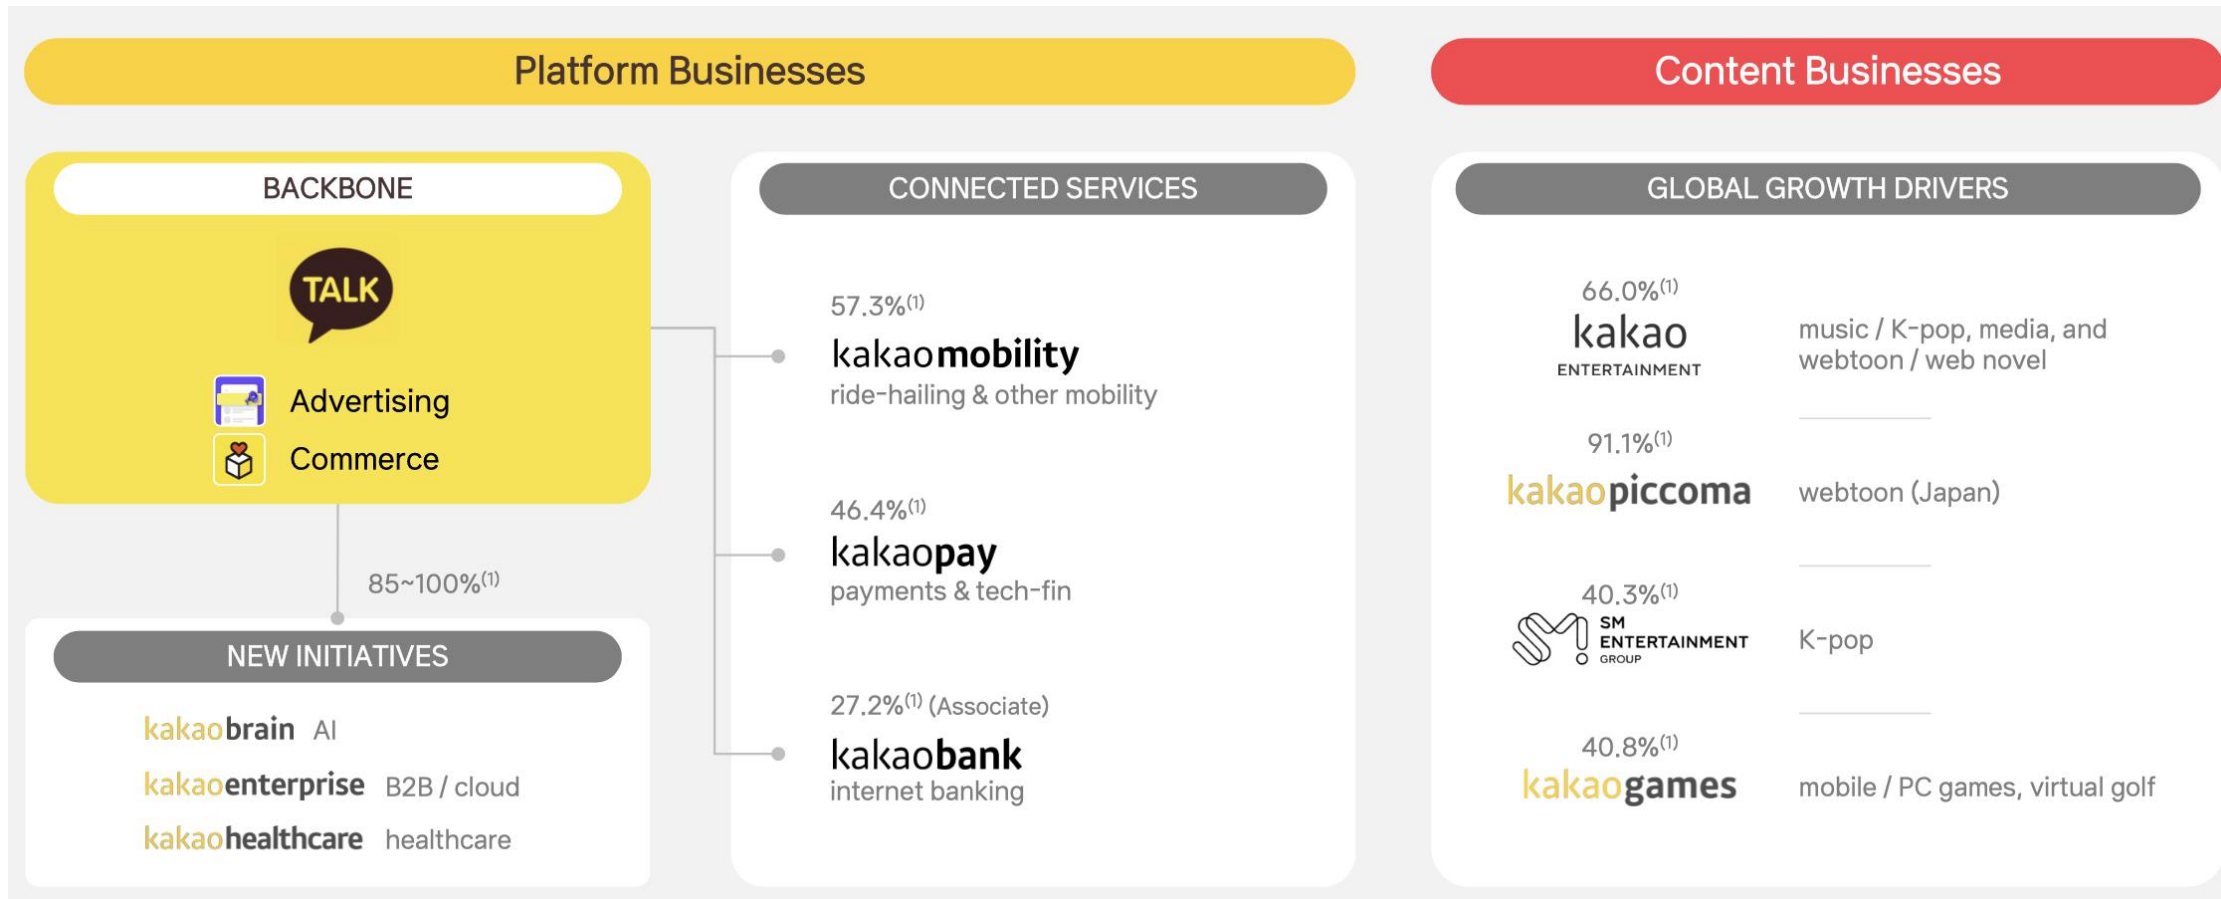 Platform Businesses
Content Businesses
BACKBONE
TALK
Advertising
Commerce
85~100%(1)
NEW INITIATIVES
kakaobrain AI
kakaoenterprise B2B / cloud
kakaohealthcare healthcare
CONNECTED SERVICES
57.3%(1)
kakaomobility
ride-hailing & other mobility
46.4%(1)
kakaopay
payments & tech-fin
27.2%(1) (Associate)
kakaobank
internet banking
GLOBAL GROWTH DRIVERS
66.0%(1)
kakao
ENTERTAINMENT
music / K-pop, media, and
webtoon / web novel
91.1%(1)
kakaopiccoma
webtoon (Japan)
40.3%(1)
SM
ENTERTAINMENT
GROUP
K-pop
40.8%(1)
kakaogames
mobile / PC games, virtual golf